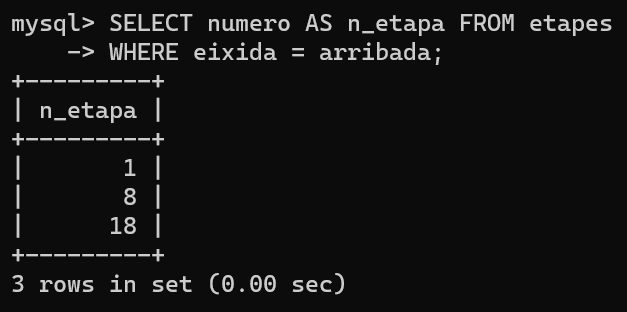 mysql> SELECT numero AS n_etapa FROM etapes
    -> WHERE eixida = arribada;
+---------+
| n_etapa |
+---------+
|       1 |
|       8 |
|      18 |
+---------+
3 rows in set (0.00 sec)